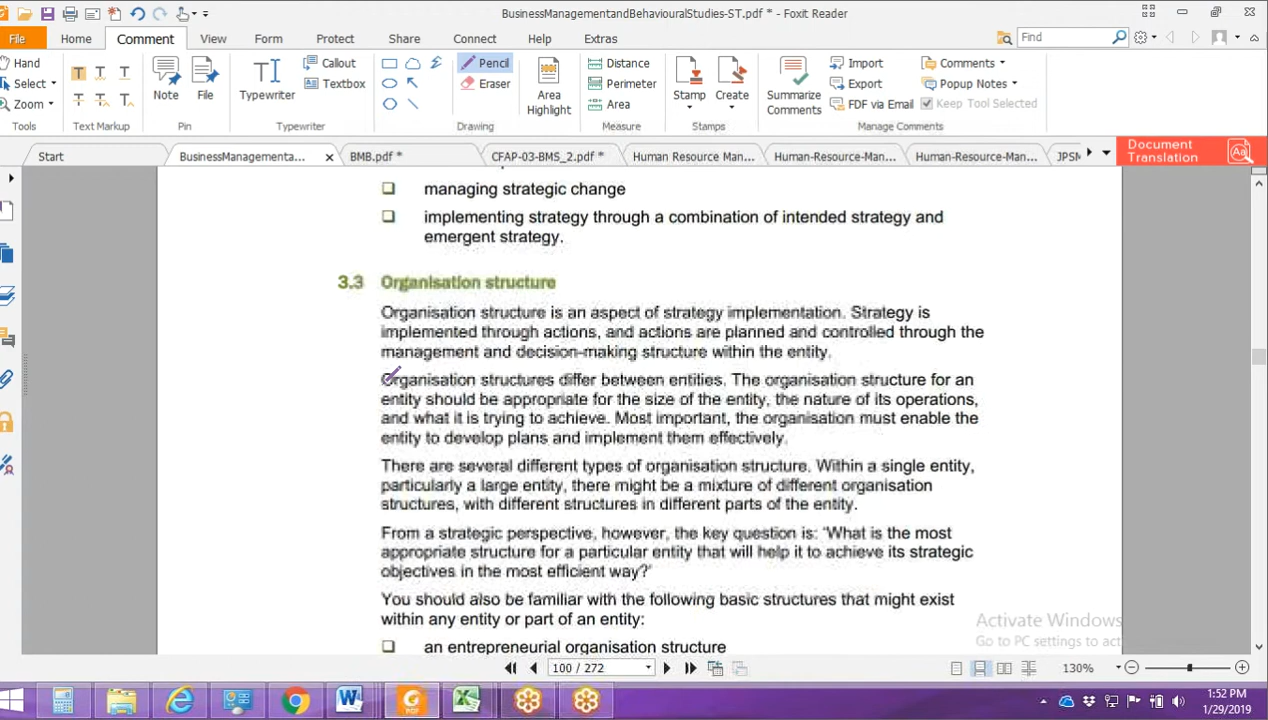 BusinessManagementandBehaviouralStudies-ST.pdf * - Foxit Reader
File Home Comment View Form Protect Share Connect Help Extras Find
Hand
Select
Zoom
Tools
T T T
T T T
Text Markup
Note File
Pin
Typewriter
Callout
Textbox
Typewriter
Pencil
Eraser
Area Highlight
Drawing
Distance
Perimeter
Area
Measure
Stamp Create
Stamps
Summarize Comments
Import
Export
FDF via Email
Comments
Popup Notes
Keep Tool Selected
Manage Comments
Start BusinessManagementa... BMB.pdf * CFAP-03-BMS_2.pdf * Human Resource Man... Human-Resource-Man... Human-Resource-Man... JPSM
Document Translation
managing strategic change
implementing strategy through a combination of intended strategy and
emergent strategy.
3.3 Organisation structure
Organisation structure is an aspect of strategy implementation. Strategy is
implemented through actions, and actions are planned and controlled through the
management and decision-making structure within the entity.
Organisation structures differ between entities. The organisation structure for an
entity should be appropriate for the size of the entity, the nature of its operations,
and what it is trying to achieve. Most important, the organisation must enable the
entity to develop plans and implement them effectively.
There are several different types of organisation structure. Within a single entity,
particularly a large entity, there might be a mixture of different organisation
structures, with different structures in different parts of the entity.
From a strategic perspective, however, the key question is: 'What is the most
appropriate structure for a particular entity that will help it to achieve its strategic
objectives in the most efficient way?'
You should also be familiar with the following basic structures that might exist
within any entity or part of an entity:
an entrepreneurial organisation structure
Activate Windows
Go to PC settings to act
100 / 272
130%
1:52 PM
1/29/2019